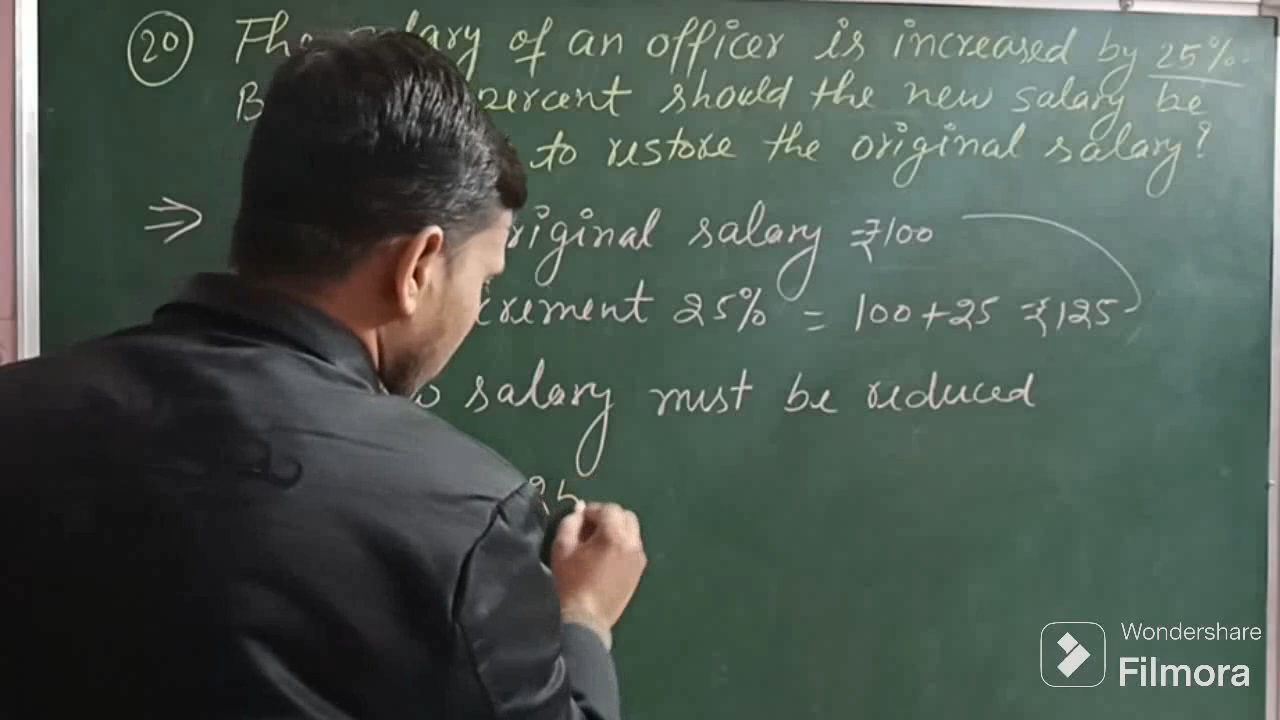 20 The salary of an officer is increased by 25%.
percent should the new salary be
to restore the original salary?
⇒ original salary = ₹100
crement 25% = 100 + 25 = ₹125
salary must be reduced
25
Wondershare
Filmora